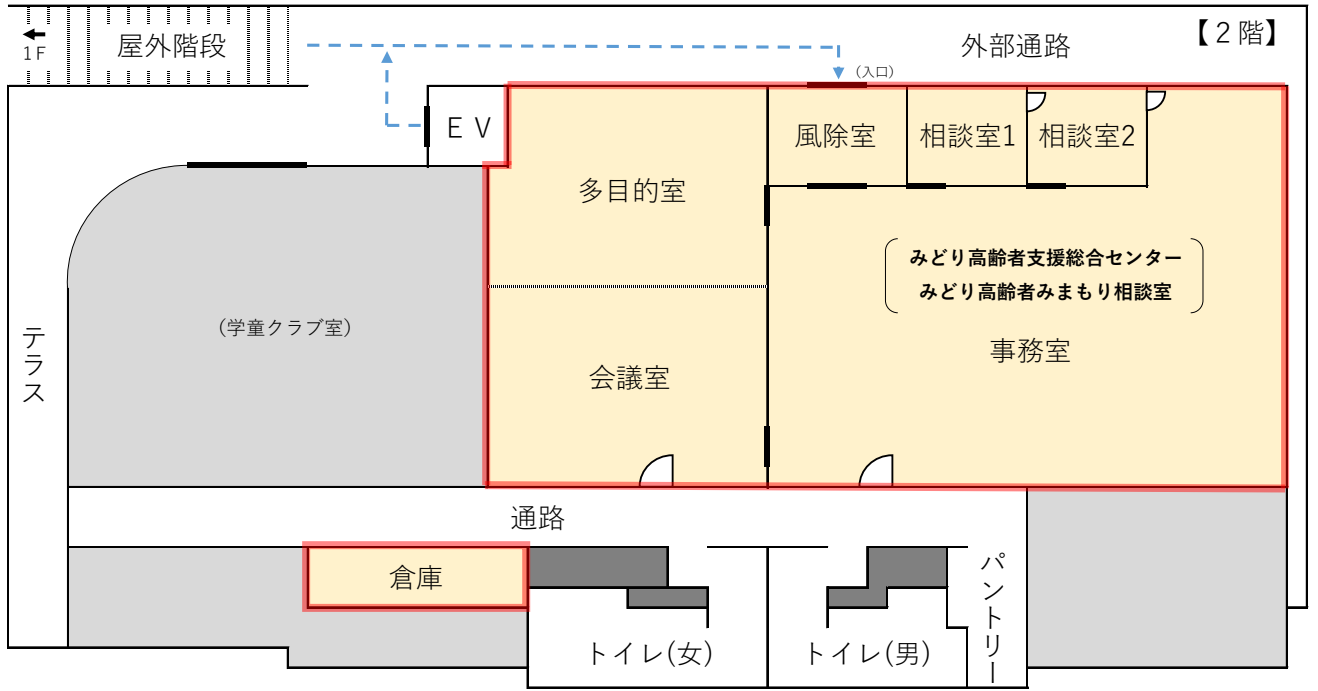 【２階】
1F
屋外階段
外部通路
(入口)
ＥＶ
風除室
相談室1
相談室2
多目的室
みどり高齢者支援総合センター
みどり高齢者みまもり相談室
(学童クラブ室)
テラス
会議室
事務室
通路
倉庫
パントリー
トイレ(女)
トイレ(男)